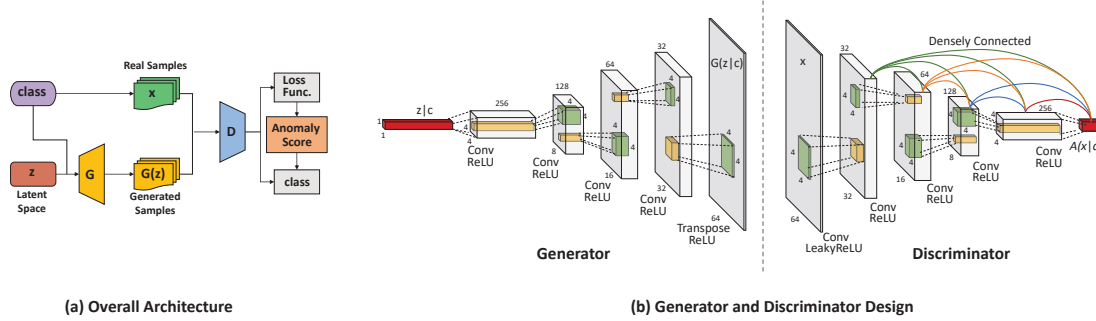 Real Samples
class
x
Loss
Func.
D
Anomaly
Score
z
G
G(z)
class
Latent
Space
Generated
Samples
(a) Overall Architecture
1
1
z|c
256
4
4
Conv
ReLU
128
4
4
8
Conv
ReLU
64
4
4
16
Conv
ReLU
32
4
4
32
Conv
ReLU
G(z|c)
4
4
64
Transpose
ReLU
Generator
x
4
4
64
Conv
LeakyReLU
32
4
4
32
Conv
ReLU
64
4
4
16
Conv
ReLU
Densely Connected
128
4
4
8
Conv
ReLU
256
4
4
Conv
ReLU
A(x|c
Discriminator
(b) Generator and Discriminator Design